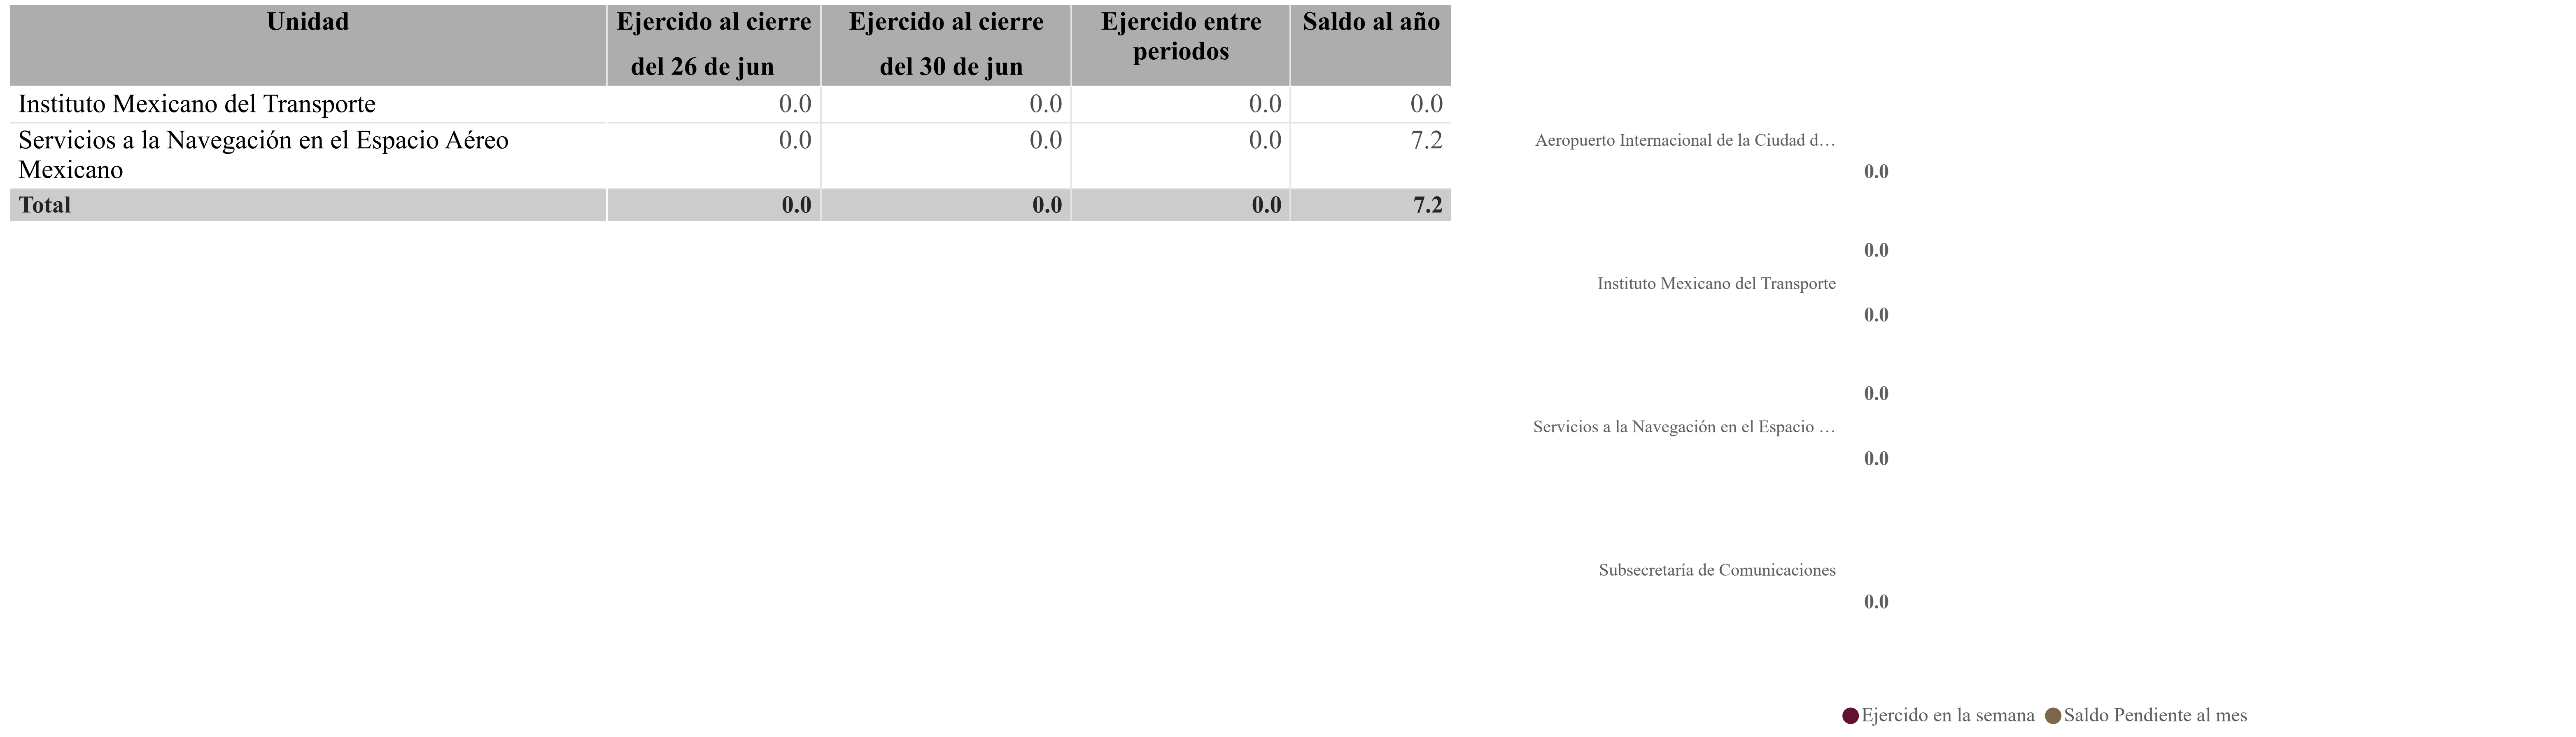 Unidad
Ejercido al cierre
del 26 de jun
Ejercido al cierre
del 30 de jun
Ejercido entre
periodos
Saldo al año
Instituto Mexicano del Transporte 0.0 0.0 0.0 0.0
Servicios a la Navegación en el Espacio Aéreo 0.0 0.0 0.0 7.2
Mexicano
Total 0.0 0.0 0.0 7.2
Aeropuerto Internacional de la Ciudad d…
0.0
0.0
Instituto Mexicano del Transporte
0.0
0.0
Servicios a la Navegación en el Espacio …
0.0
Subsecretaría de Comunicaciones
0.0
Ejercido en la semana Saldo Pendiente al mes